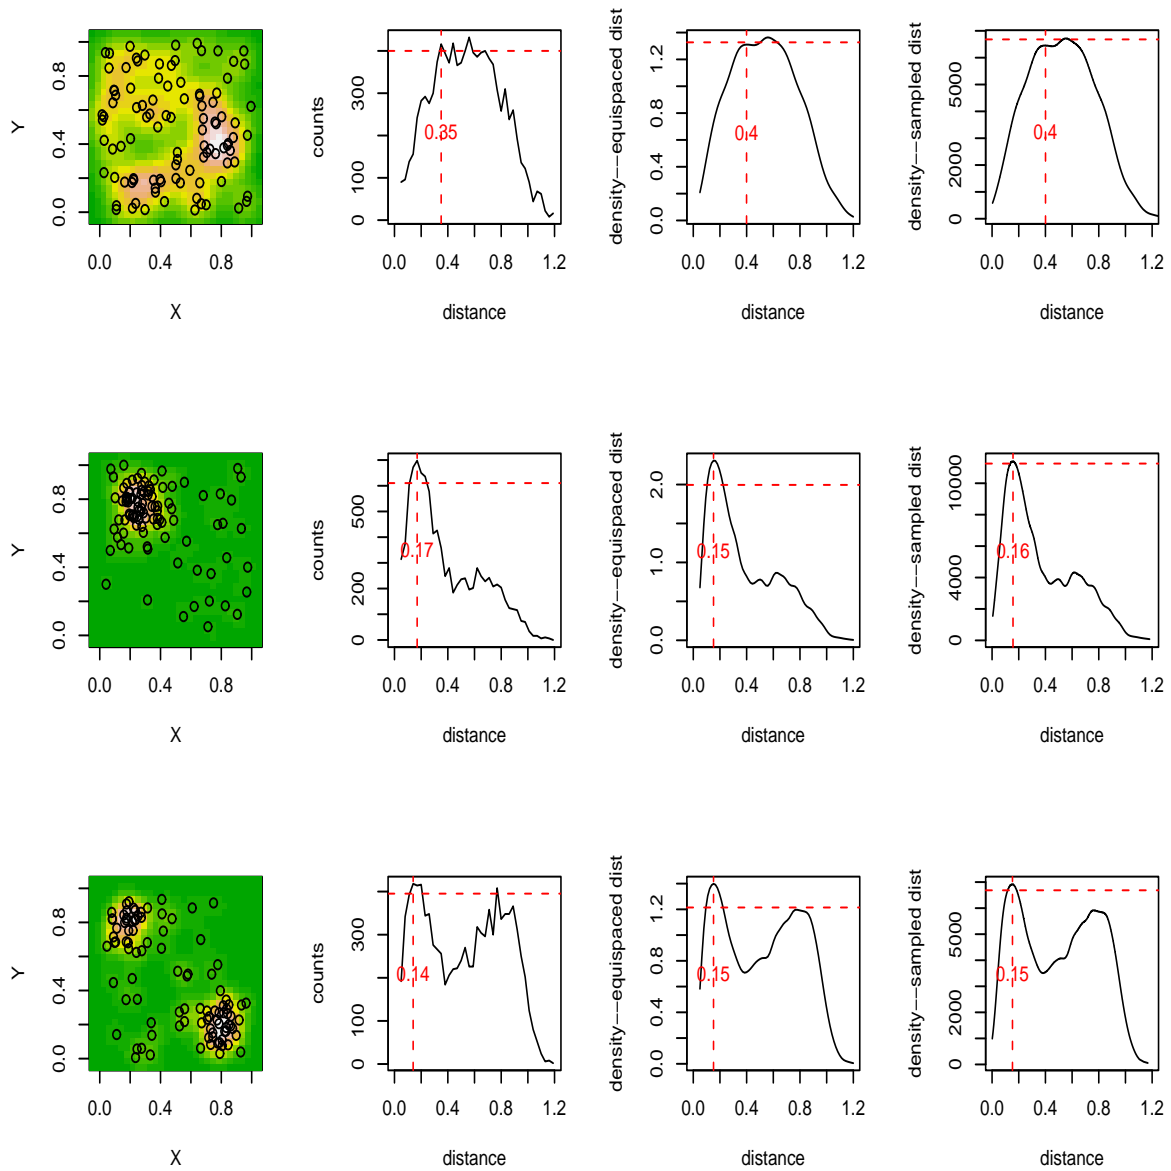 Y
0.0 0.4 0.8
0.0 0.4 0.8
X
counts
0 100 300
0.35
0.0 0.4 0.8 1.2
distance
density---equispaced dist
0.0 0.4 0.8 1.2
0.4
0.0 0.4 0.8 1.2
distance
density---sampled dist
0 2000 5000
0.4
0.0 0.4 0.8 1.2
distance
Y
0.0 0.4 0.8
0.0 0.4 0.8
X
counts
0 200 500
0.17
0.0 0.4 0.8 1.2
distance
density---equispaced dist
0.0 1.0 2.0
0.15
0.0 0.4 0.8 1.2
distance
density---sampled dist
0 4000 10000
0.16
0.0 0.4 0.8 1.2
distance
Y
0.0 0.4 0.8
0.0 0.4 0.8
X
counts
0 100 300
0.14
0.0 0.4 0.8 1.2
distance
density---equispaced dist
0.0 0.4 0.8 1.2
0.15
0.0 0.4 0.8 1.2
distance
density---sampled dist
0 2000 5000
0.15
0.0 0.4 0.8 1.2
distance